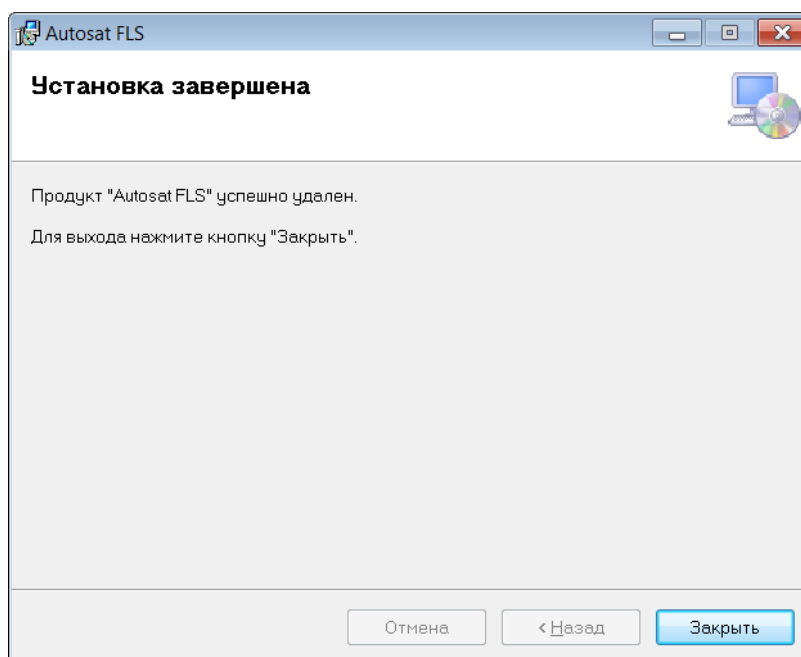 Autosat FLS
Установка завершена
Продукт "Autosat FLS" успешно удален.
Для выхода нажмите кнопку "Закрыть".
Отмена
< Назад
Закрыть